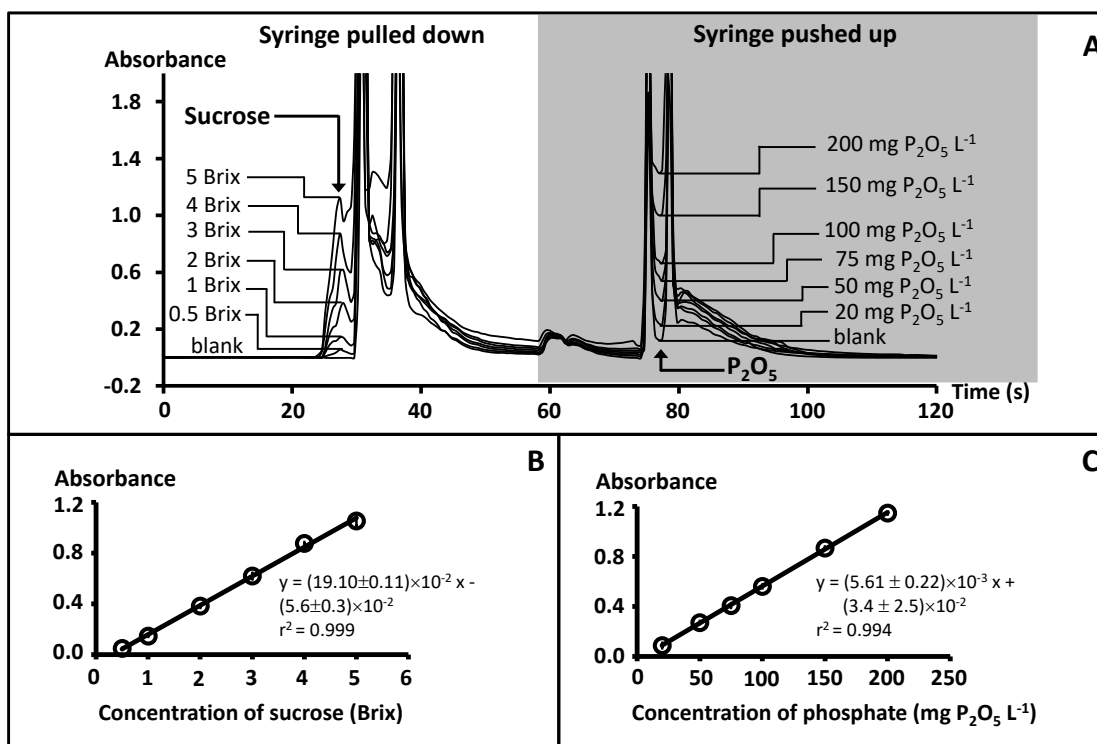 Syringe pulled down
Syringe pushed up
A
Absorbance
1.8
1.4
1.0
0.6
0.2
-0.2
Sucrose
5 Brix
4 Brix
3 Brix
2 Brix
1 Brix
0.5 Brix
blank
200 mg P₂O₅ L⁻¹
150 mg P₂O₅ L⁻¹
100 mg P₂O₅ L⁻¹
75 mg P₂O₅ L⁻¹
50 mg P₂O₅ L⁻¹
20 mg P₂O₅ L⁻¹
blank
P₂O₅
Time (s)
0 20 40 60 80 100 120
B
Absorbance
1.2
0.8
0.4
0.0
y = (19.10±0.11)×10⁻² x -
(5.6±0.3)×10⁻²
r² = 0.999
0 1 2 3 4 5 6
Concentration of sucrose (Brix)
C
Absorbance
1.2
0.8
0.4
0.0
y = (5.61 ± 0.22)×10⁻³ x +
(3.4 ± 2.5)×10⁻²
r² = 0.994
0 50 100 150 200 250
Concentration of phosphate (mg P₂O₅ L⁻¹)